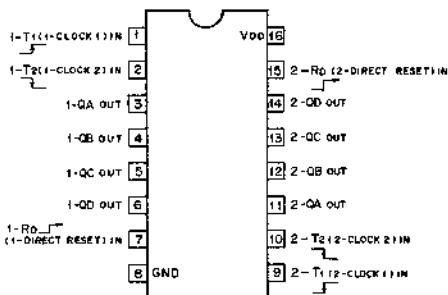 1-T1(1-CLOCK 1) IN 1 VDD 16
1-T2(1-CLOCK 2) IN 2 15 2-RD (2-DIRECT RESET) IN
1-QA OUT 3 14 2-QD OUT
1-QB OUT 4 13 2-QC OUT
1-QC OUT 5 12 2-QB OUT
1-QD OUT 6 11 2-QA OUT
1-RD
(1-DIRECT RESET) IN 7 10 2-T2 (2-CLOCK 2) IN
8 GND 9 2-T1 (2-CLOCK 1) IN